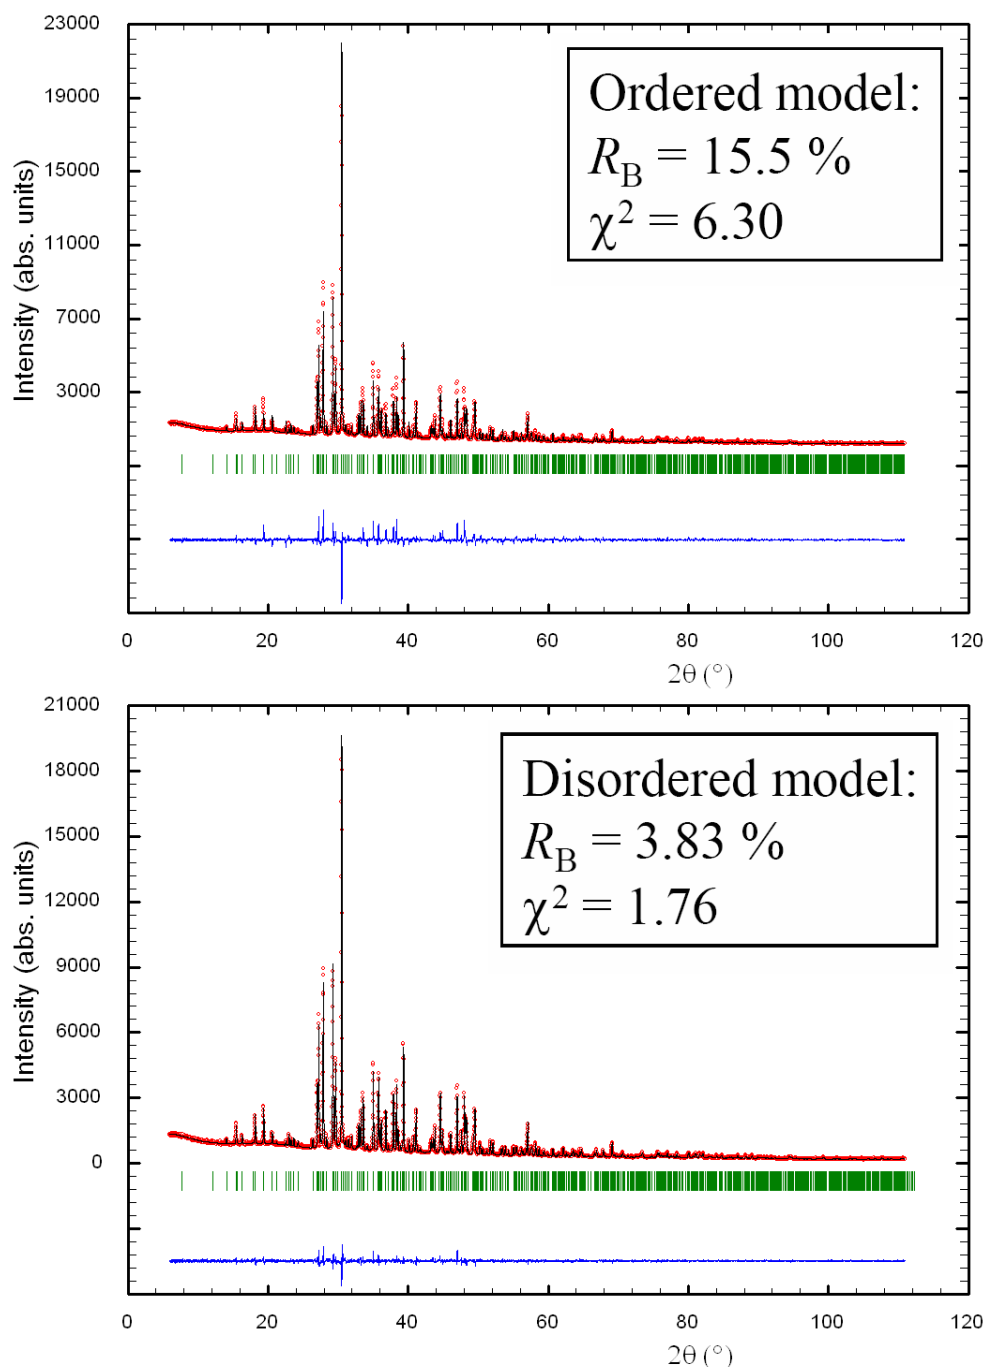 23000
19000
15000
11000
7000
3000
Intensity (abs. units)
Ordered model:
R_B = 15.5 %
χ² = 6.30
0 20 40 60 80 100 120
2θ (°)
21000
18000
15000
12000
9000
6000
3000
0
Intensity (abs. units)
Disordered model:
R_B = 3.83 %
χ² = 1.76
0 20 40 60 80 100 120
2θ (°)